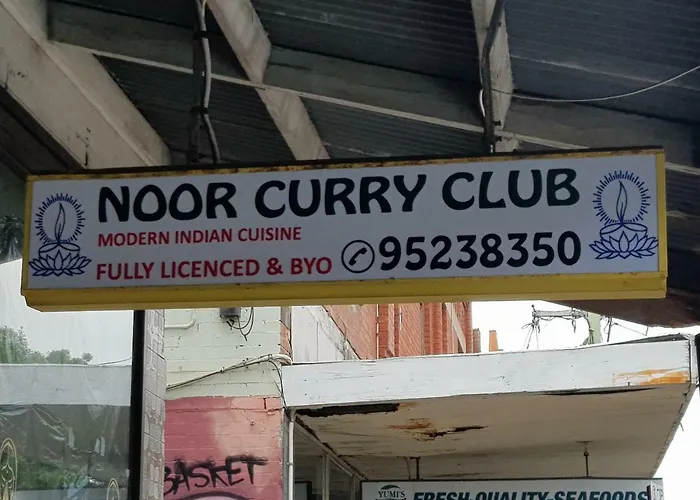 NOOR CURRY CLUB
MODERN INDIAN CUISINE
FULLY LICENCED & BYO
95238350
BASKET
YUMI'S
FRESH QUALITY SEAFOODS